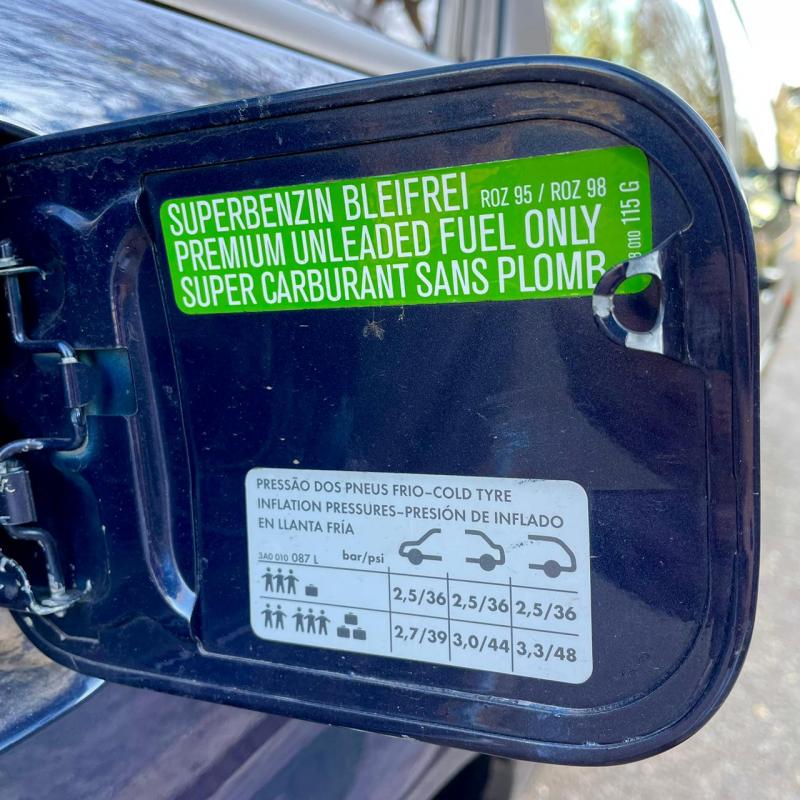 SUPERBENZIN BLEIFREI ROZ 95 / ROZ 98
PREMIUM UNLEADED FUEL ONLY
SUPER CARBURANT SANS PLOMB
010 115 G
PRESSÃO DOS PNEUS FRIO-COLD TYRE
INFLATION PRESSURES-PRESIÓN DE INFLADO
EN LLANTA FRÍA
3A0 010 087 L bar/psi
2,5/36 2,5/36 2,5/36
2,7/39 3,0/44 3,3/48